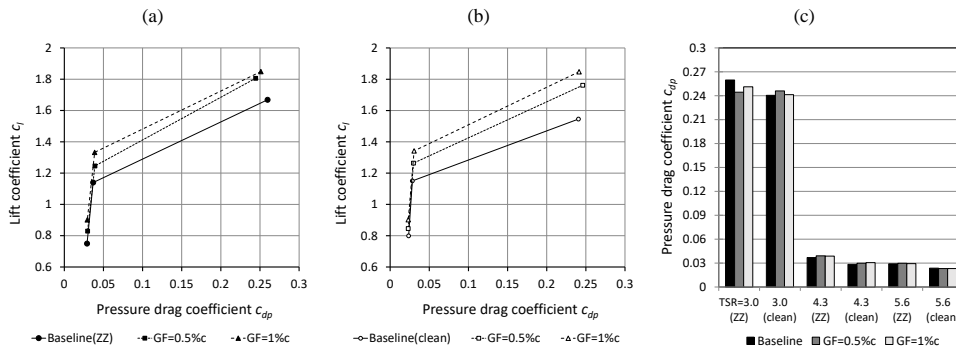 (a)
Lift coefficient c_l
2
1.8
1.6
1.4
1.2
1
0.8
0.6
0 0.05 0.1 0.15 0.2 0.25 0.3
Pressure drag coefficient c_dp
Baseline(ZZ) GF=0.5%c GF=1%c
(b)
Lift coefficient c_l
2
1.8
1.6
1.4
1.2
1
0.8
0.6
0 0.05 0.1 0.15 0.2 0.25 0.3
Pressure drag coefficient c_dp
Baseline(clean) GF=0.5%c GF=1%c
(c)
Pressure drag coefficient c_dp
0.3
0.27
0.24
0.21
0.18
0.15
0.12
0.09
0.06
0.03
0
TSR=3.0 3.0 4.3 4.3 5.6 5.6
(ZZ) (clean) (ZZ) (clean) (ZZ) (clean)
Baseline GF=0.5%c GF=1%c